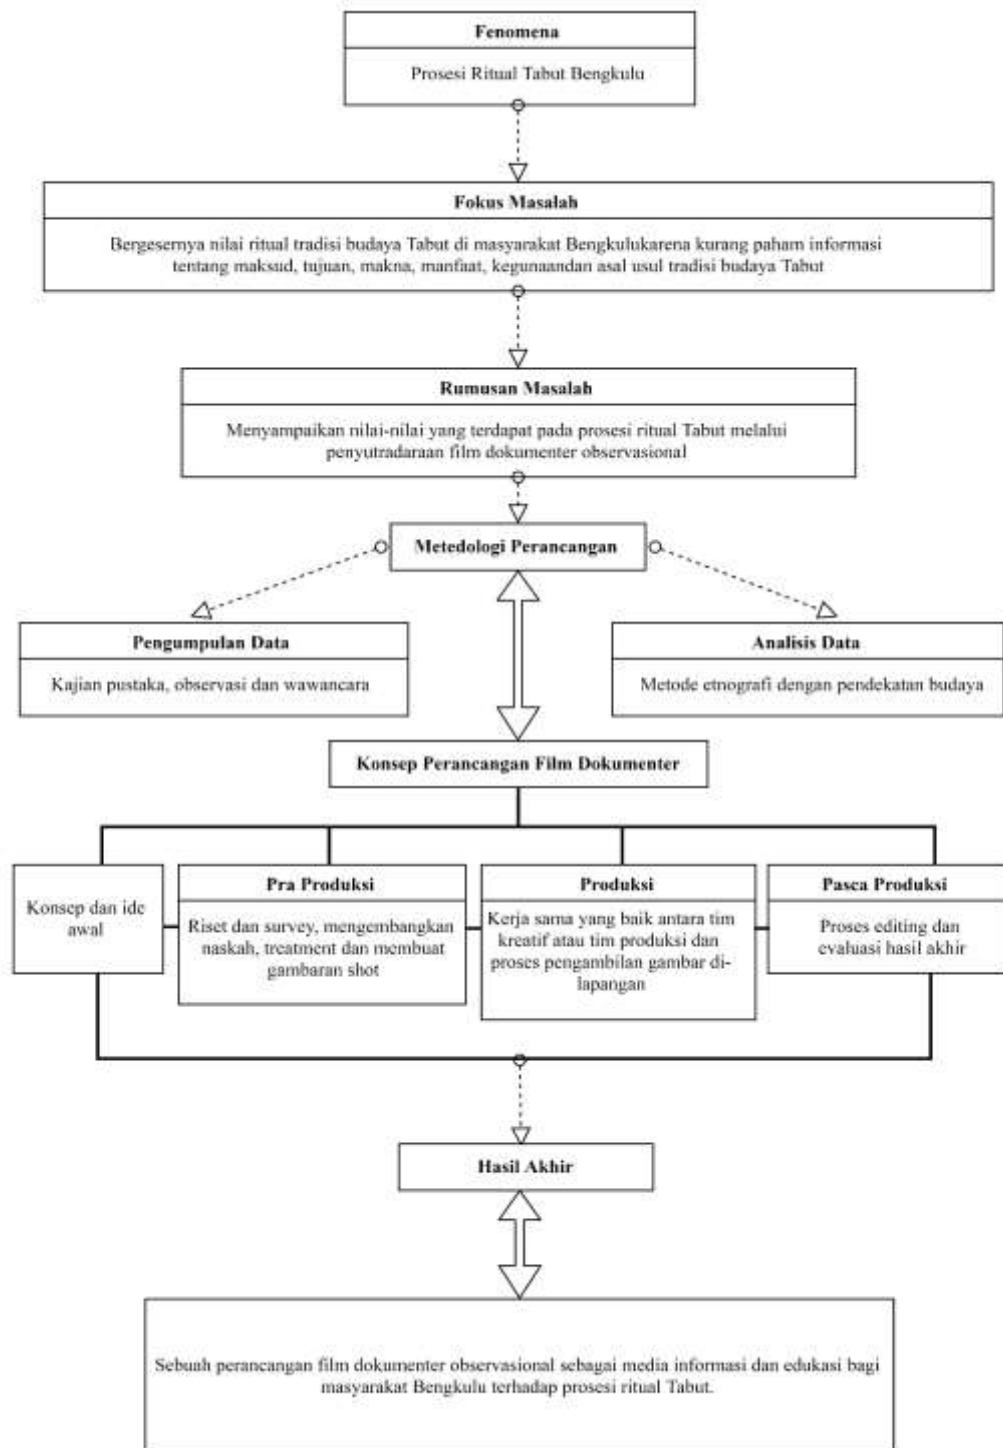 Fenomena
Prosesi Ritual Tabut Bengkulu
Fokus Masalah
Bergesernya nilai ritual tradisi budaya Tabut di masyarakat Bengkulukarena kurang paham informasi
tentang maksud, tujuan, makna, manfaat, kegunaandan asal usul tradisi budaya Tabut
Rumusan Masalah
Menyampaikan nilai-nilai yang terdapat pada prosesi ritual Tabut melalui
penyutradaraan film dokumenter observasional
Metedologi Perancangan
Pengumpulan Data
Kajian pustaka, observasi dan wawancara
Analisis Data
Metode etnografi dengan pendekatan budaya
Konsep Perancangan Film Dokumenter
Konsep dan ide
awal
Pra Produksi
Riset dan survey, mengembangkan
naskah, treatment dan membuat
gambaran shot
Produksi
Kerja sama yang baik antara tim
kreatif atau tim produksi dan
proses pengambilan gambar di-
lapangan
Pasca Produksi
Proses editing dan
evaluasi hasil akhir
Hasil Akhir
Sebuah perancangan film dokumenter observasional sebagai media informasi dan edukasi bagi
masyarakat Bengkulu terhadap prosesi ritual Tabut.